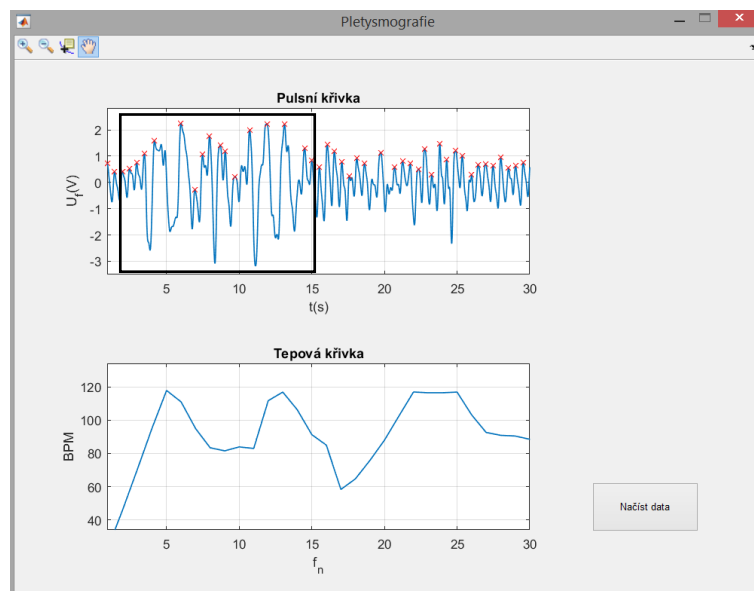 Pletysmografie
Pulsní křivka
2
1
0
-1
-2
-3
U_f(V)
5 10 15 20 25 30
t(s)
Tepová křivka
120
100
80
60
40
BPM
5 10 15 20 25 30
f_n
Načíst data